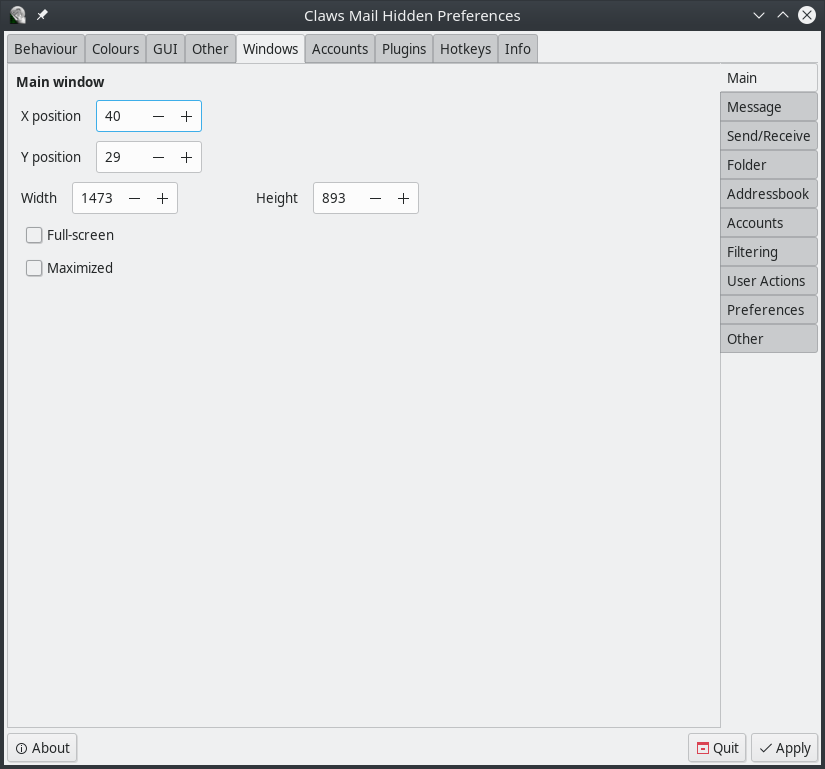 Claws Mail Hidden Preferences
Behaviour Colours GUI Other Windows Accounts Plugins Hotkeys Info
Main window
X position 40
Y position 29
Width 1473 Height 893
Full-screen
Maximized
Main
Message
Send/Receive
Folder
Addressbook
Accounts
Filtering
User Actions
Preferences
Other
About Quit Apply